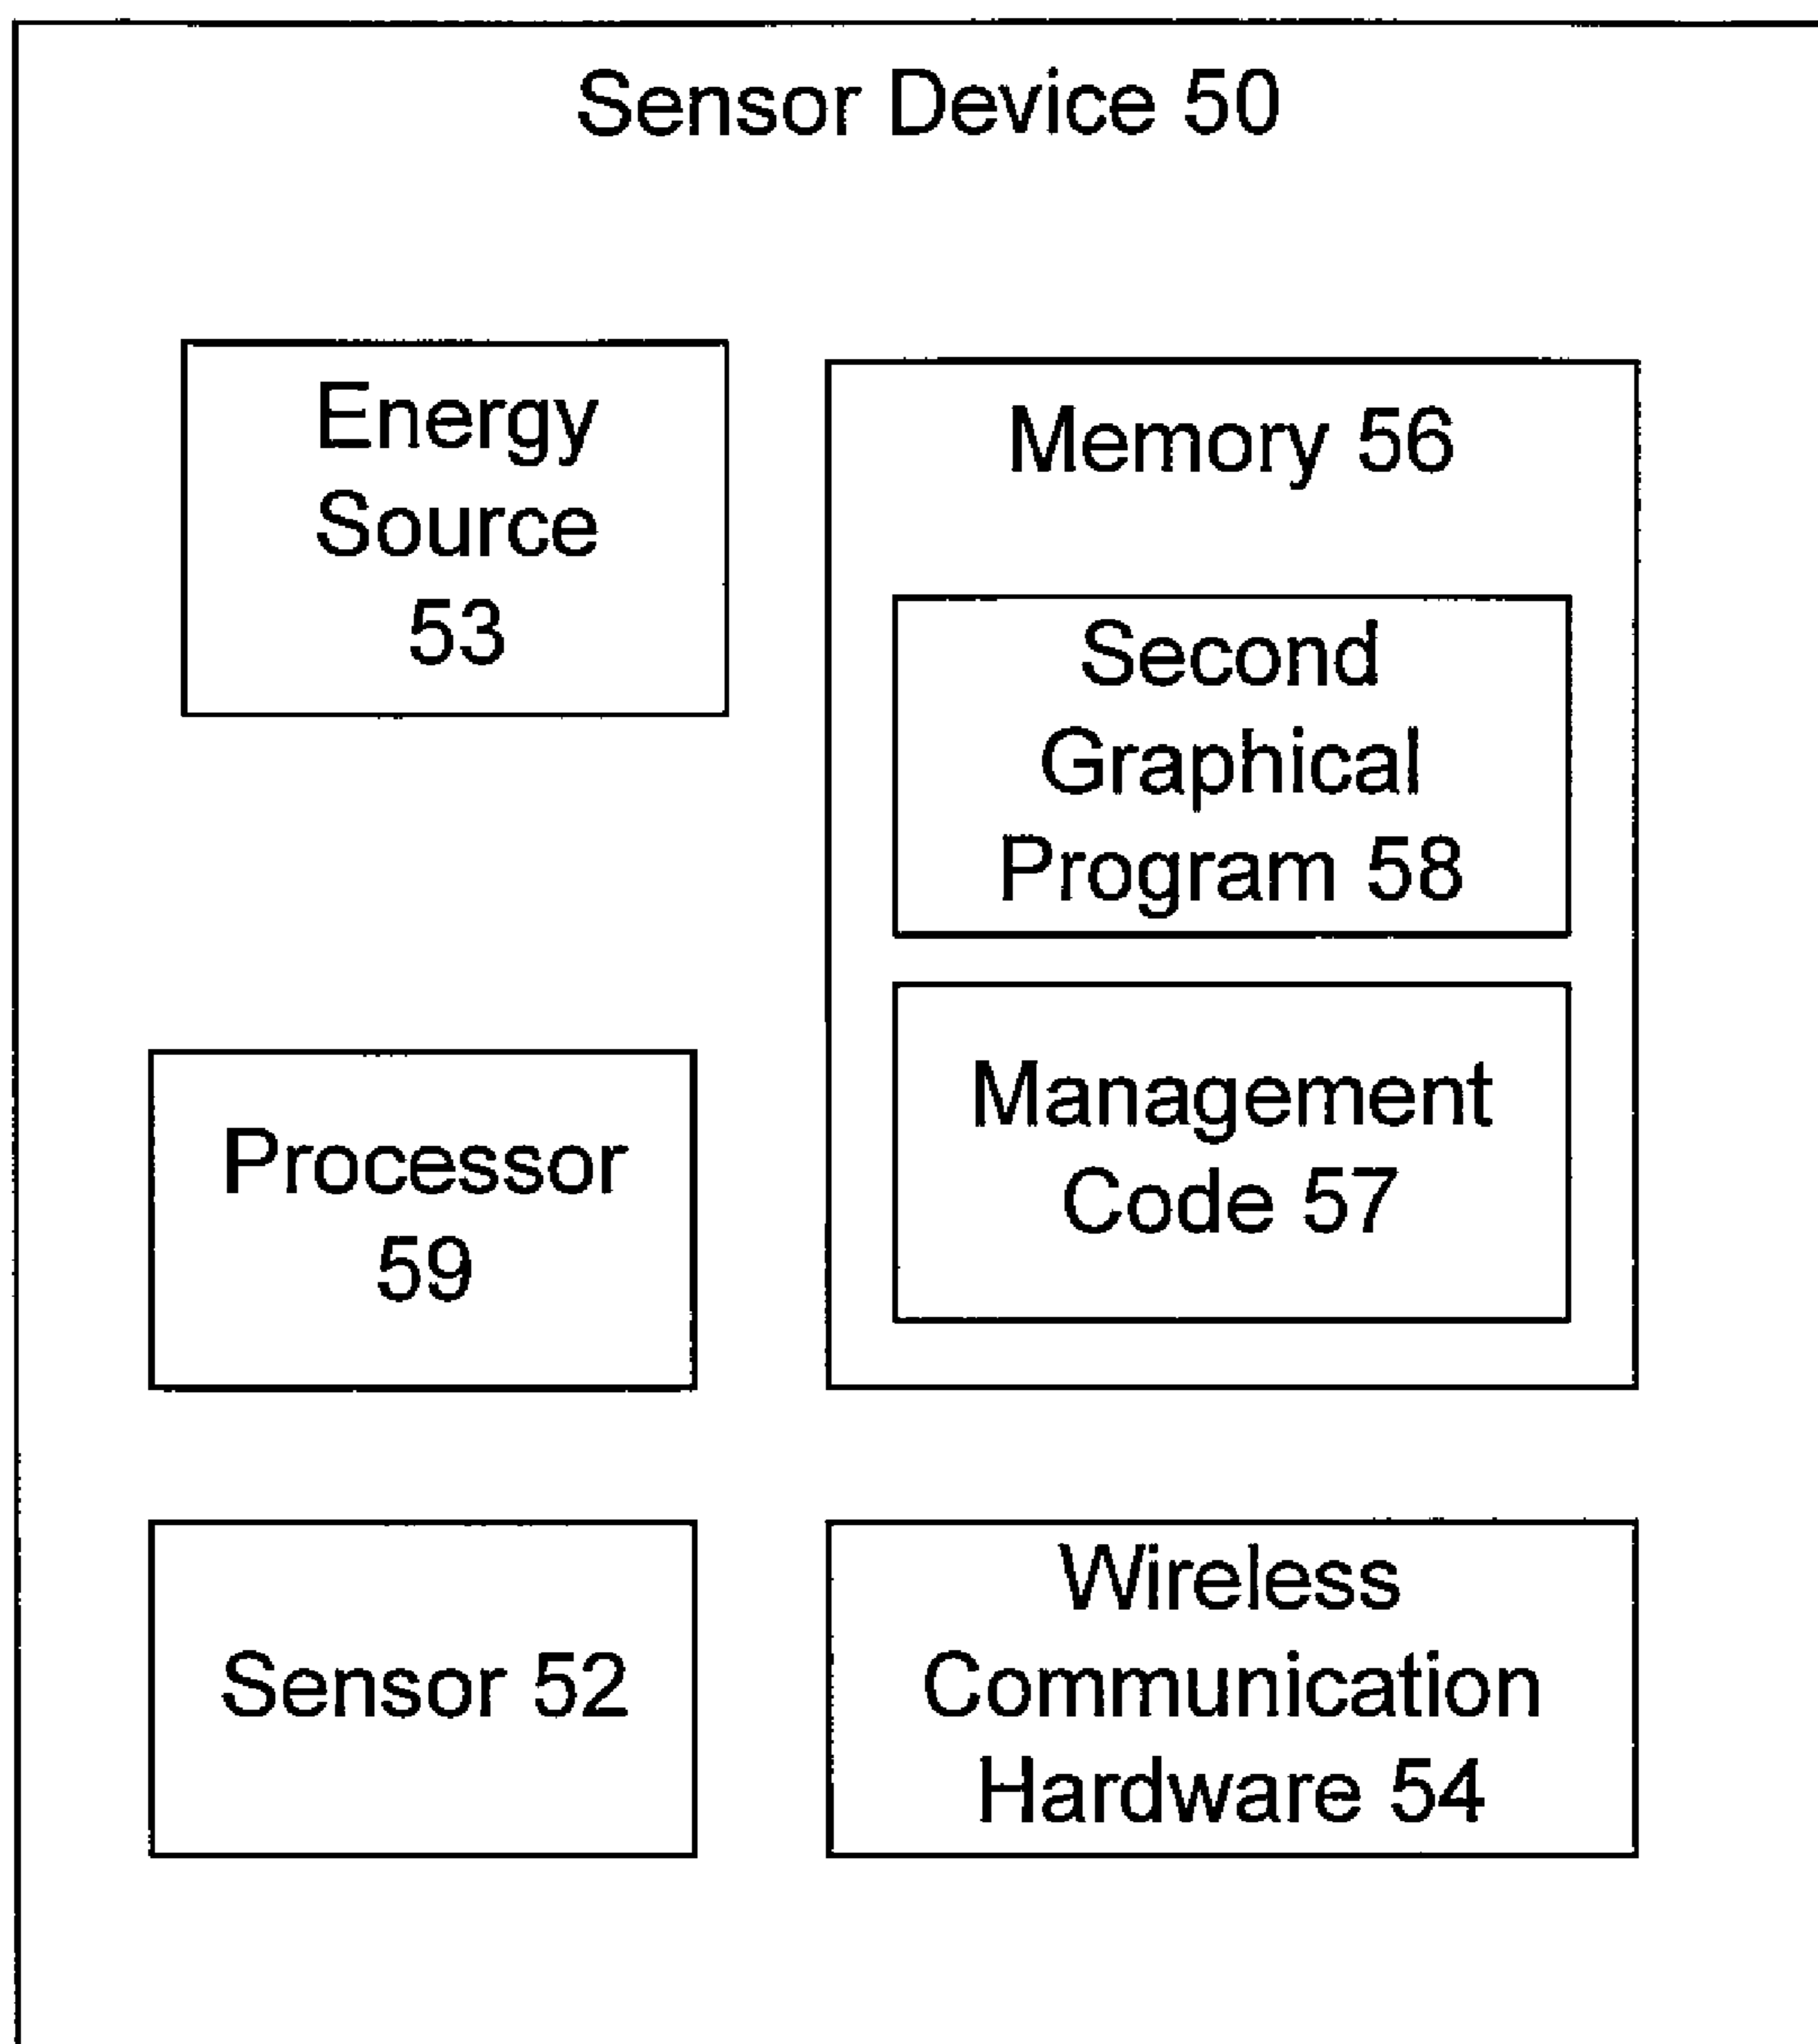 Sensor Device 50
Energy
Source
53
Memory 56
Second
Graphical
Program 58
Management
Code 57
Processor
59
Sensor 52
Wireless
Communication
Hardware 54